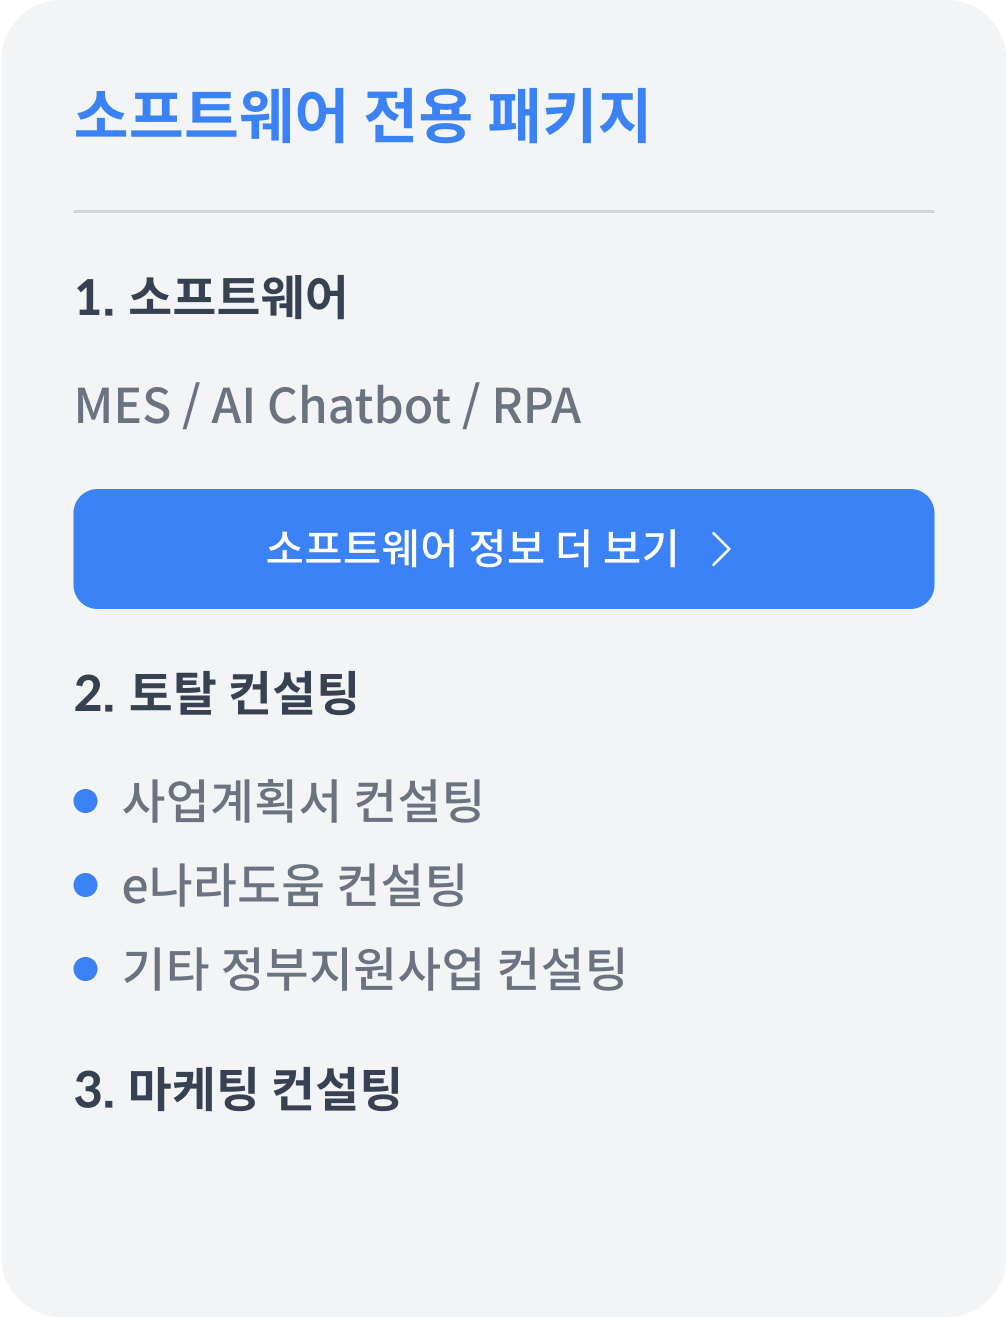 소프트웨어 전용 패키지
1. 소프트웨어
MES / AI Chatbot / RPA
소프트웨어 정보 더 보기
2. 토탈 컨설팅
사업계획서 컨설팅
e나라도움 컨설팅
기타 정부지원사업 컨설팅
3. 마케팅 컨설팅